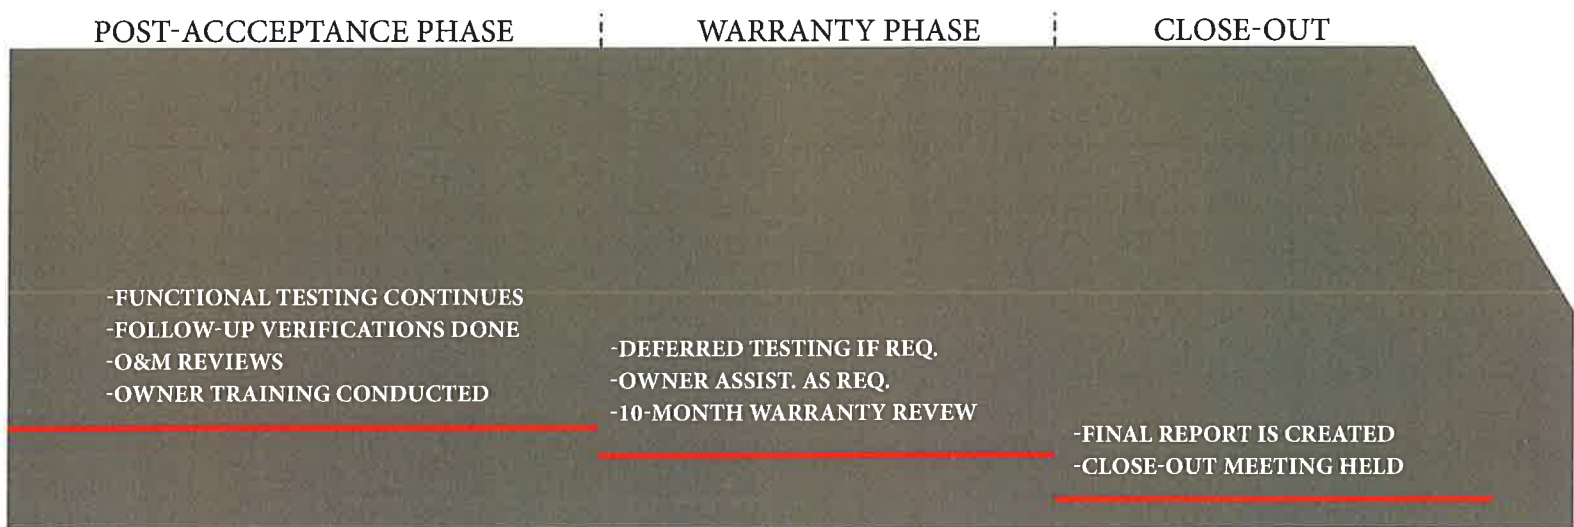 POST-ACCCEPTANCE PHASE
WARRANTY PHASE
CLOSE-OUT
-FUNCTIONAL TESTING CONTINUES
-FOLLOW-UP VERIFICATIONS DONE
-O&M REVIEWS
-OWNER TRAINING CONDUCTED
-DEFERRED TESTING IF REQ.
-OWNER ASSIST. AS REQ.
-10-MONTH WARRANTY REVEW
-FINAL REPORT IS CREATED
-CLOSE-OUT MEETING HELD